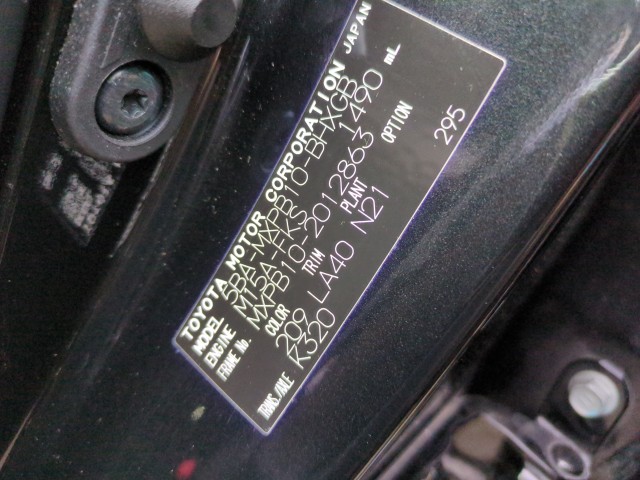 TOYOTA MOTOR CORPORATION JAPAN
MODEL 5BA-MXPB10-BHXGB
ENGINE M15A-FKS 1490 mL
FRAME No. MXPB10-2012863
COLOR TRIM PLANT OPTION
209 LA40 N21 295
TRANS./AXLE K320